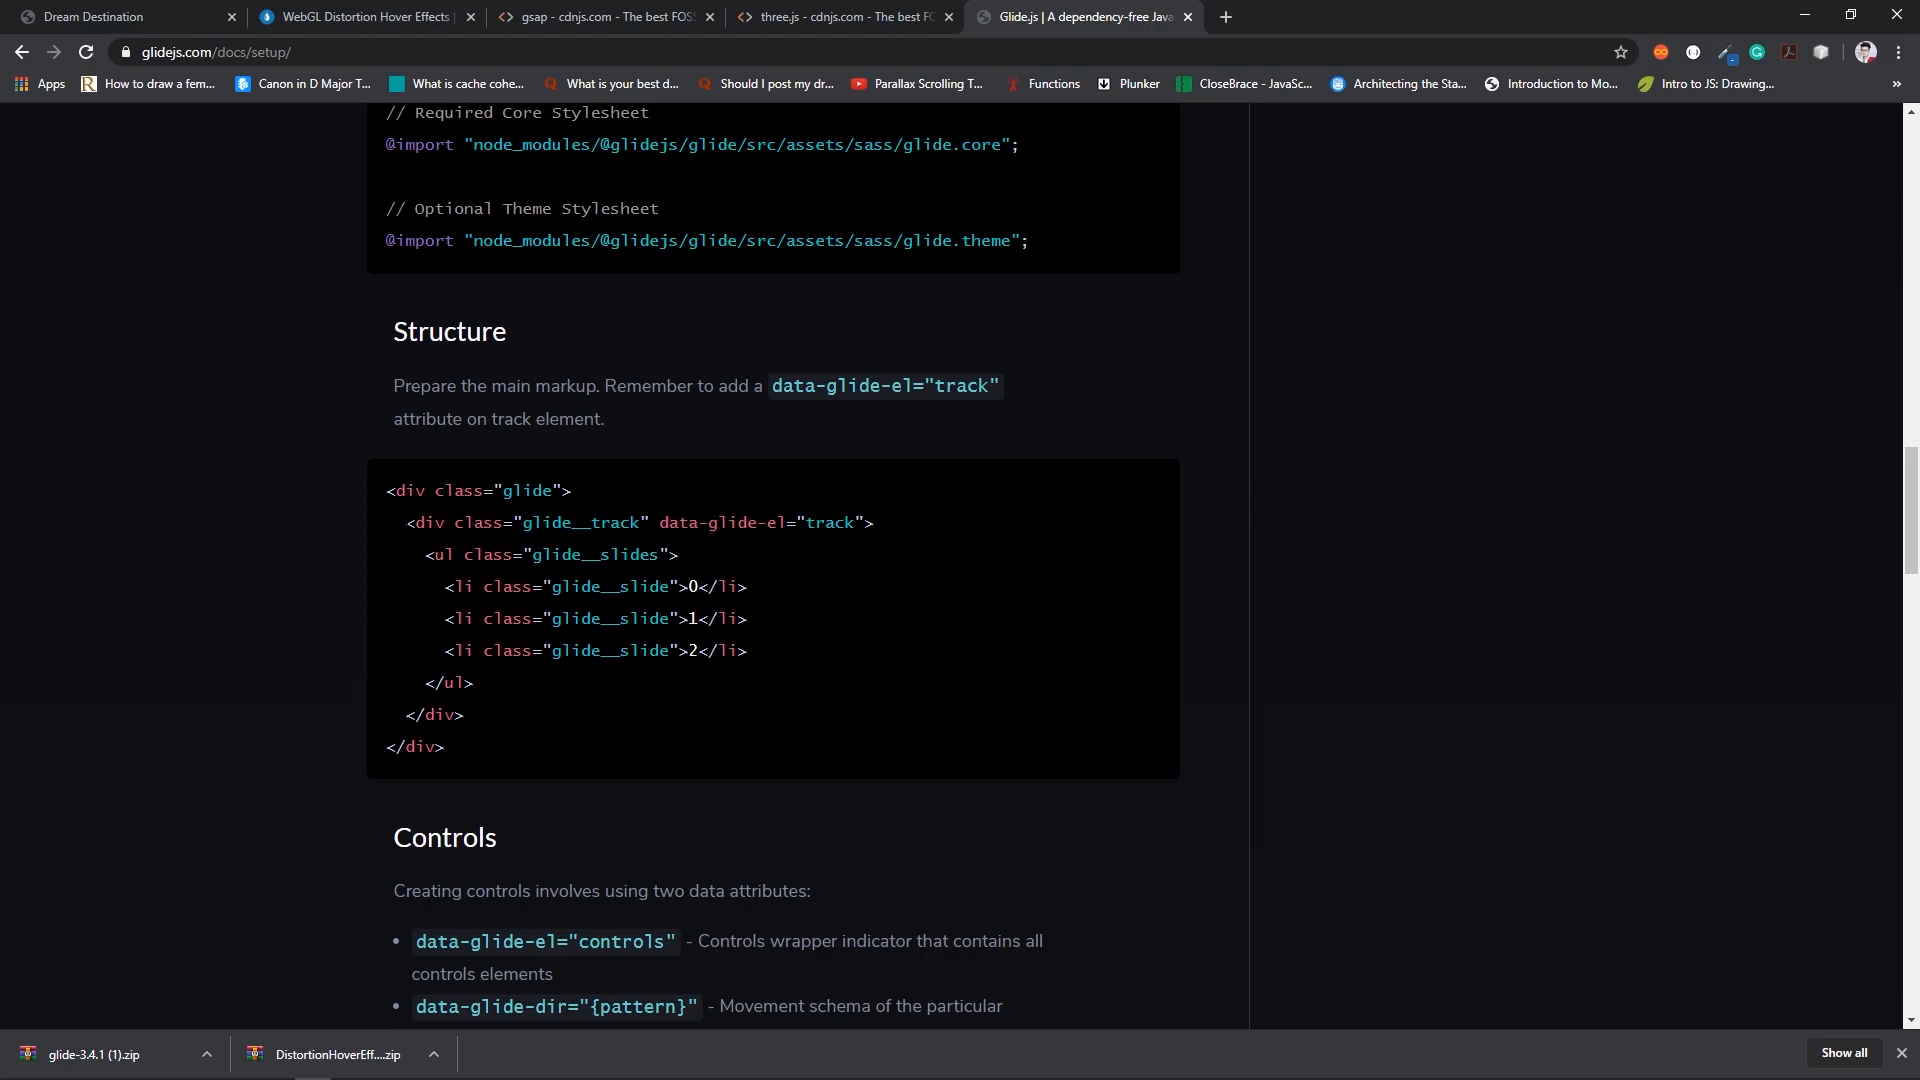 Dream Destination
WebGL Distortion Hover Effects
gsap - cdnjs.com - The best FOSS
three.js - cdnjs.com - The best FO
Glide.js | A dependency-free Java
glidejs.com/docs/setup/
Apps
How to draw a fem...
Canon in D Major T...
What is cache cohe...
What is your best d...
Should I post my dr...
Parallax Scrolling T...
Functions
Plunker
CloseBrace - JavaSc...
Architecting the Sta...
Introduction to Mo...
Intro to JS: Drawing...
»
// Required Core Stylesheet
@import "node_modules/@glidejs/glide/src/assets/sass/glide.core";
// Optional Theme Stylesheet
@import "node_modules/@glidejs/glide/src/assets/sass/glide.theme";
Structure
Prepare the main markup. Remember to add a data-glide-el="track"
attribute on track element.
<div class="glide">
<div class="glide__track" data-glide-el="track">
<ul class="glide__slides">
<li class="glide__slide">0</li>
<li class="glide__slide">1</li>
<li class="glide__slide">2</li>
</ul>
</div>
</div>
Controls
Creating controls involves using two data attributes:
• data-glide-el="controls" - Controls wrapper indicator that contains all
controls elements
• data-glide-dir="{pattern}" - Movement schema of the particular
glide-3.4.1 (1).zip
DistortionHoverEff....zip
Show all